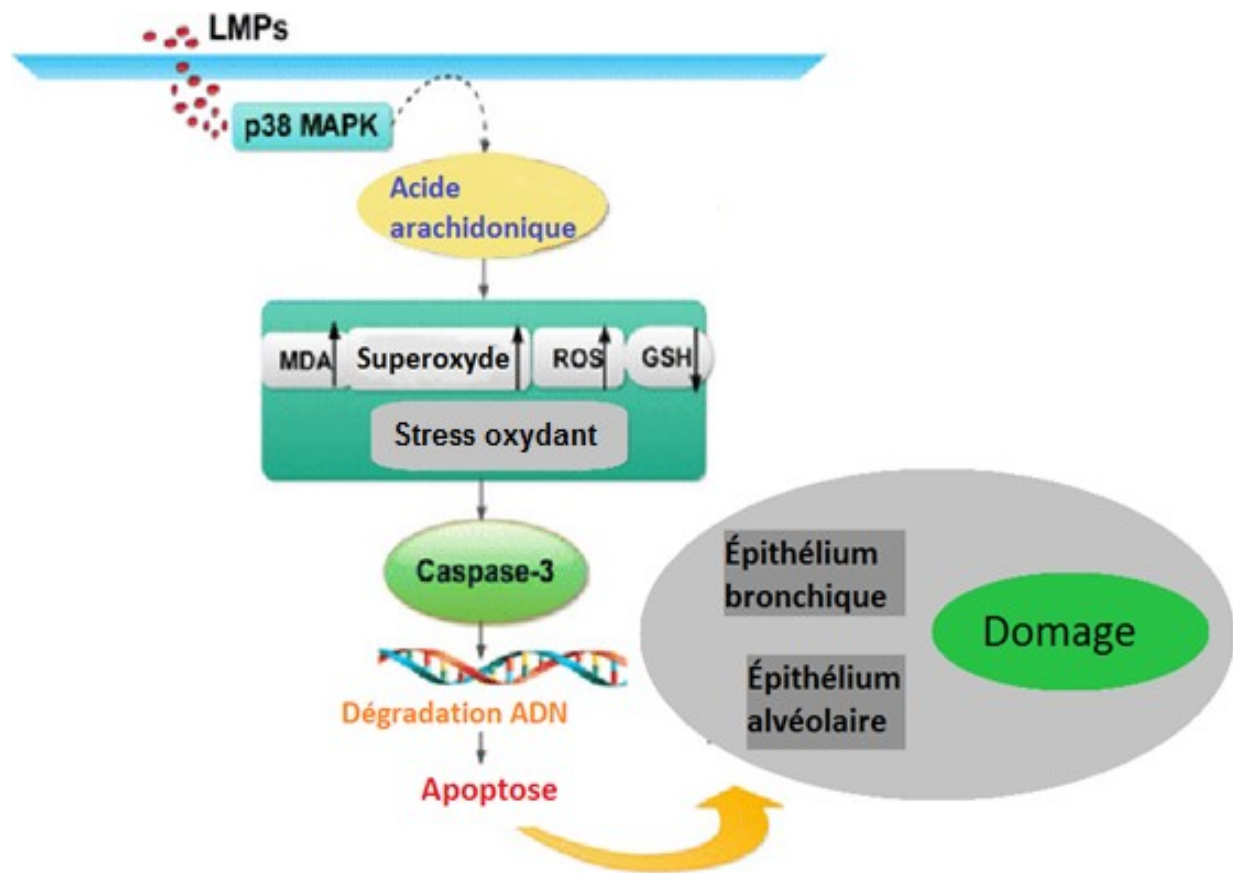 LMPs
p38 MAPK
Acide
arachidonique
MDA Superoxyde ROS GSH
Stress oxydant
Caspase-3
Dégradation ADN
Apoptose
Épithélium
bronchique
Domage
Épithélium
alvéolaire